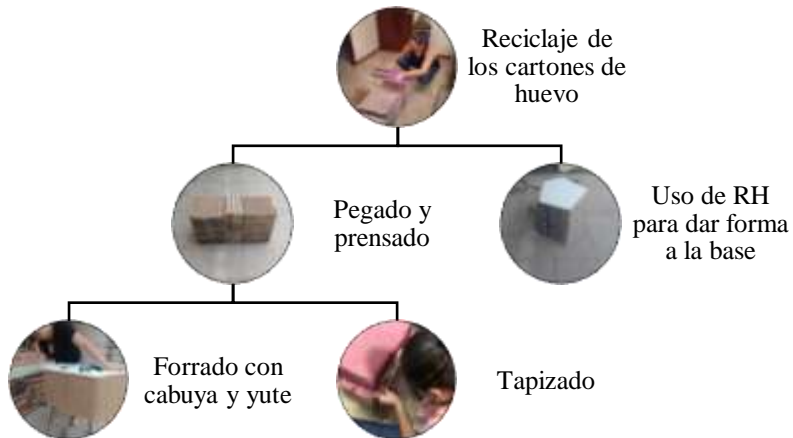 Reciclaje de
los cartones de
huevo
Pegado y
prensado
Uso de RH
para dar forma
a la base
Forrado con
cabuya y yute
Tapizado